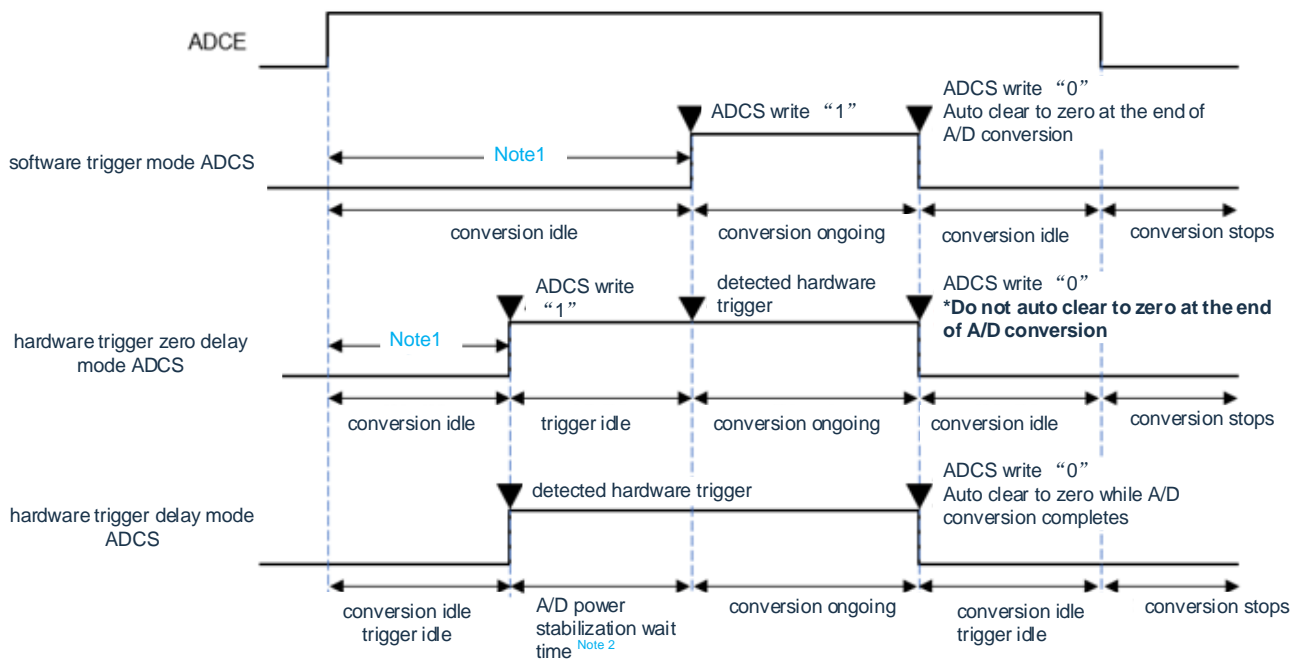 ADCE
ADCS write “1”
ADCS write “0”
Auto clear to zero at the end of
A/D conversion
software trigger mode ADCS
Note1
conversion idle
conversion ongoing
conversion idle
conversion stops
ADCS write
“1”
detected hardware
trigger
ADCS write “0”
*Do not auto clear to zero at the end
of A/D conversion
hardware trigger zero delay
mode ADCS
Note1
conversion idle
trigger idle
conversion ongoing
conversion idle
conversion stops
detected hardware trigger
ADCS write “0”
Auto clear to zero while A/D
conversion completes
hardware trigger delay mode
ADCS
conversion idle
trigger idle
A/D power
stabilization wait
time Note 2
conversion ongoing
conversion idle
trigger idle
conversion stops